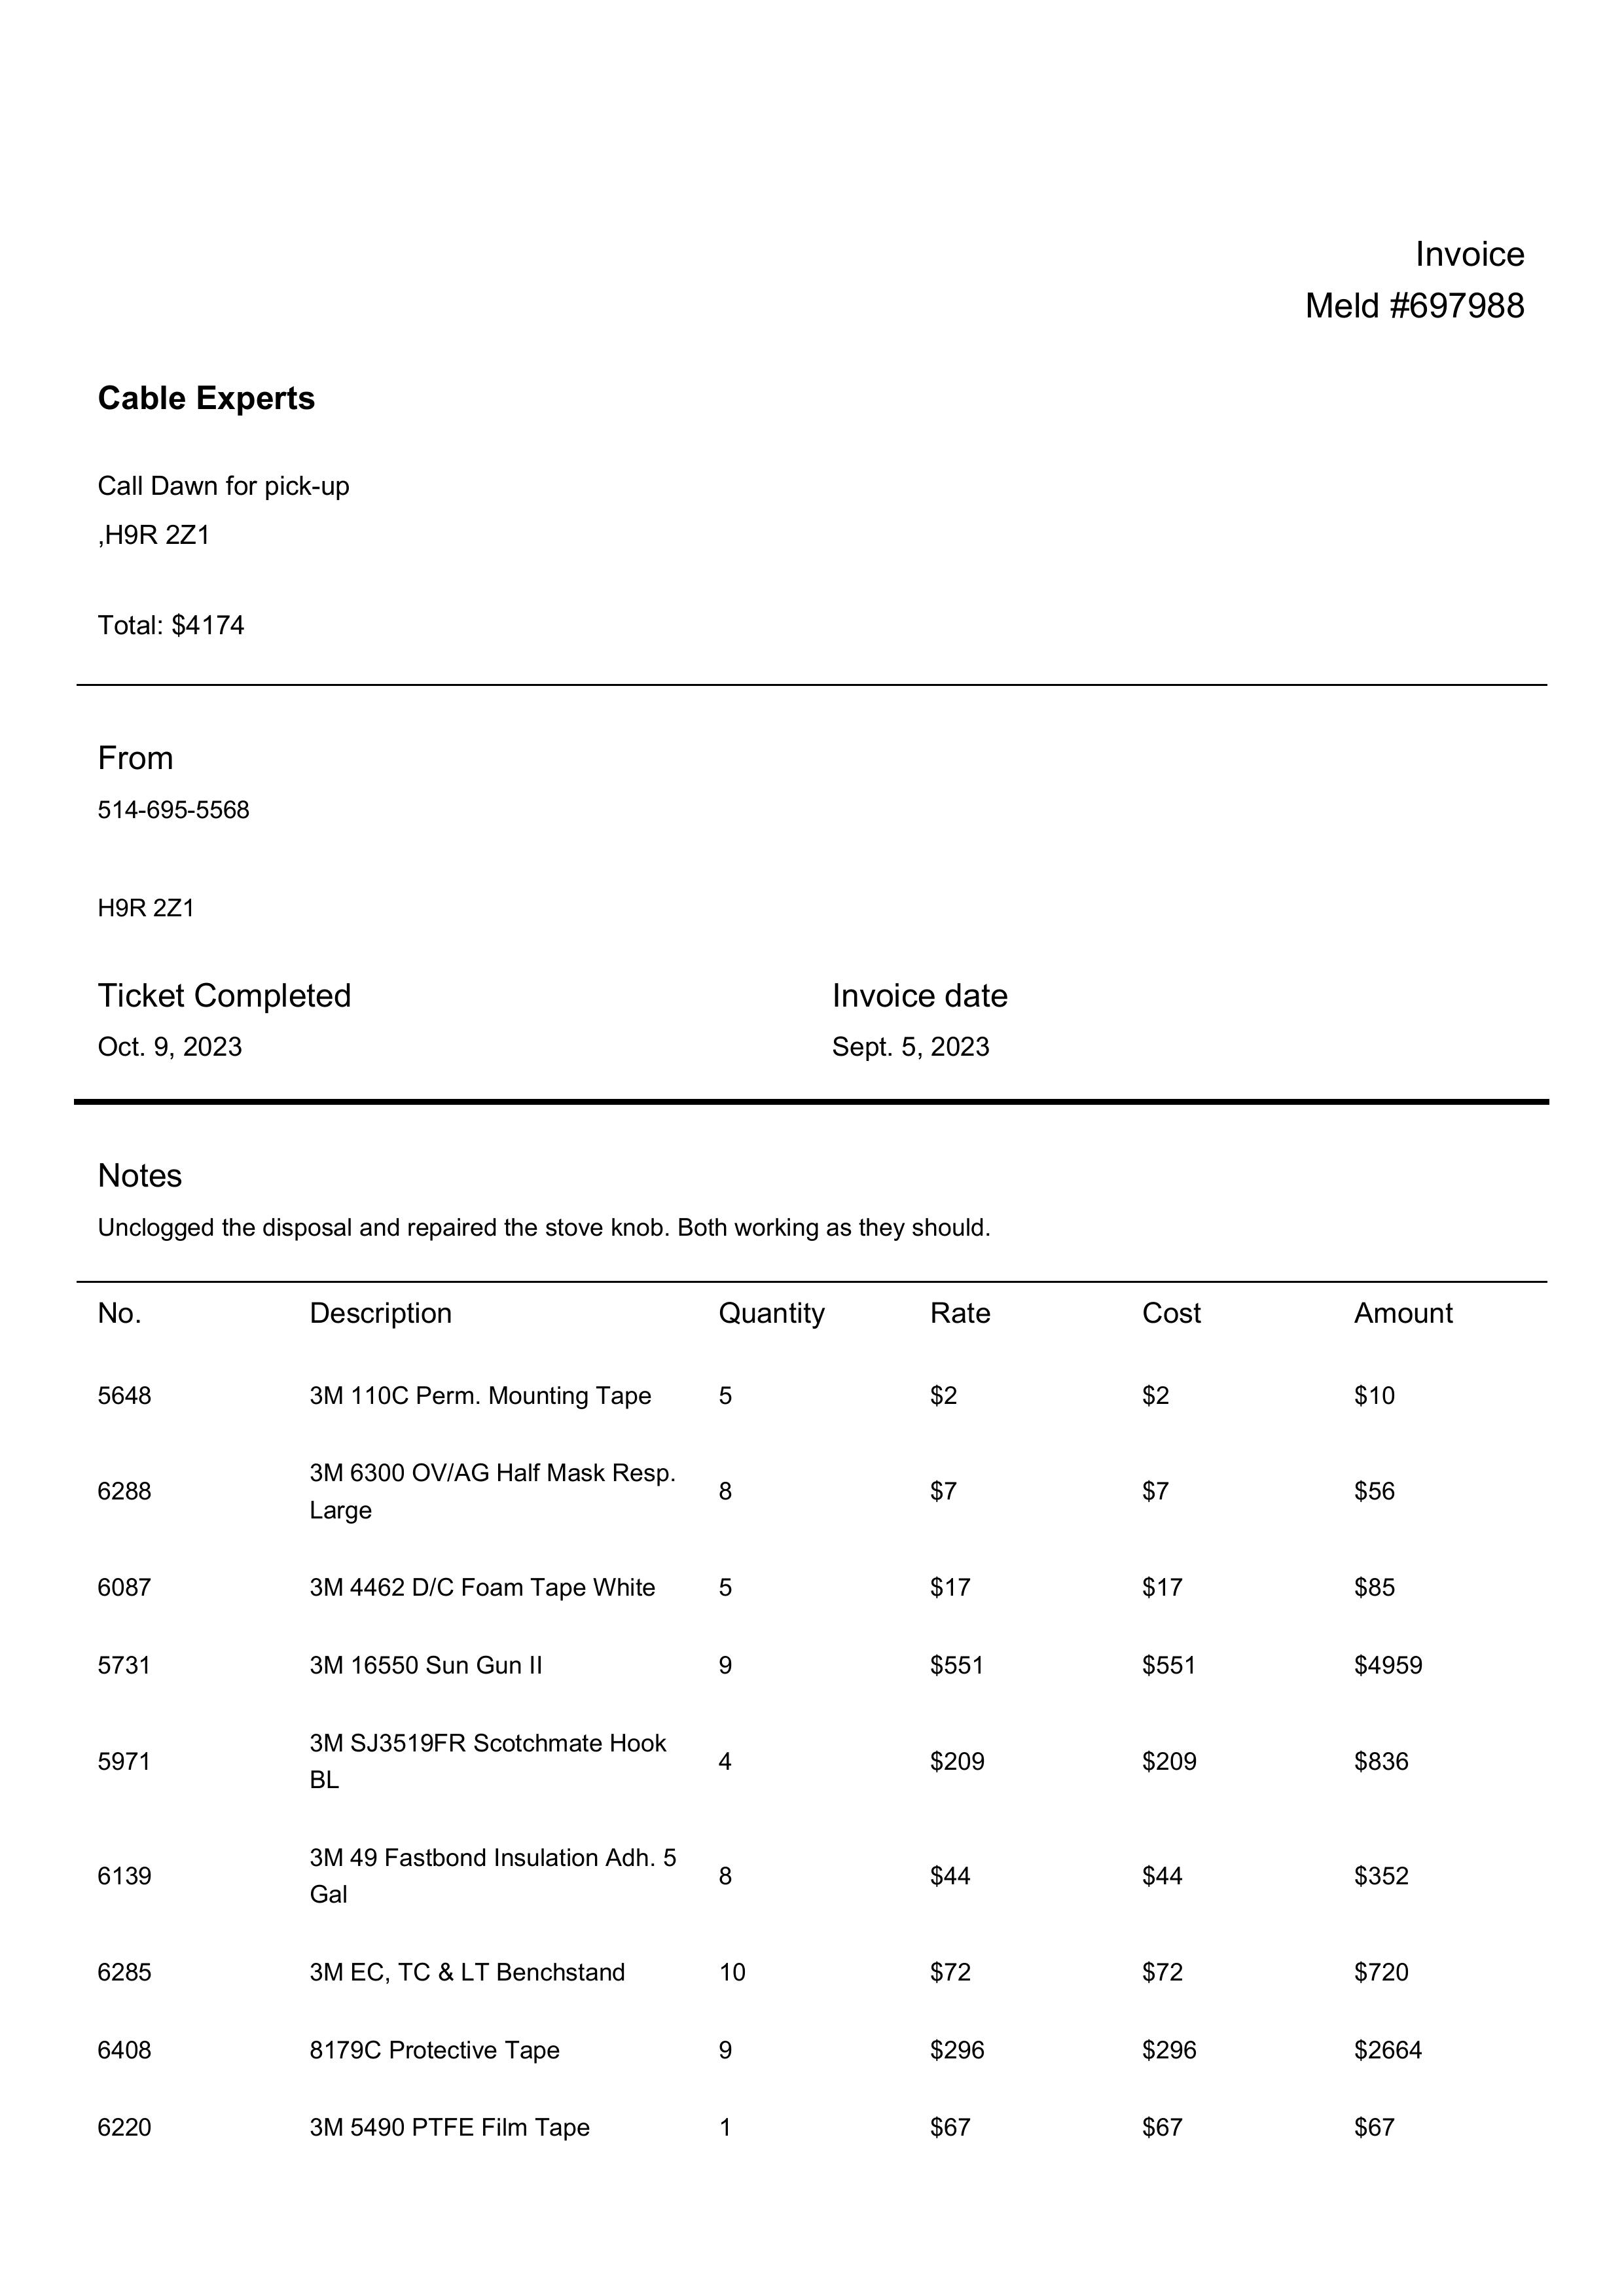 Invoice
Meld #697988
Cable Experts
Call Dawn for pick-up
,H9R 2Z1
Total: $4174
From
514-695-5568
H9R 2Z1
Ticket Completed Invoice date
Oct. 9, 2023 Sept. 5, 2023
Notes
Unclogged the disposal and repaired the stove knob. Both working as they should.
No. Description Quantity Rate Cost Amount
5648 3M 110C Perm. Mounting Tape 5 $2 $2 $10
3M 6300 OV/AG Half Mask Resp.
6288 8 $7 $7 $56
Large
6087 3M 4462 D/C Foam Tape White 5 $17 $17 $85
5731 3M 16550 Sun Gun II 9 $551 $551 $4959
3M SJ3519FR Scotchmate Hook
5971 4 $209 $209 $836
BL
3M 49 Fastbond Insulation Adh. 5
6139 8 $44 $44 $352
Gal
6285 3M EC, TC & LT Benchstand 10 $72 $72 $720
6408 8179C Protective Tape 9 $296 $296 $2664
6220 3M 5490 PTFE Film Tape 1 $67 $67 $67